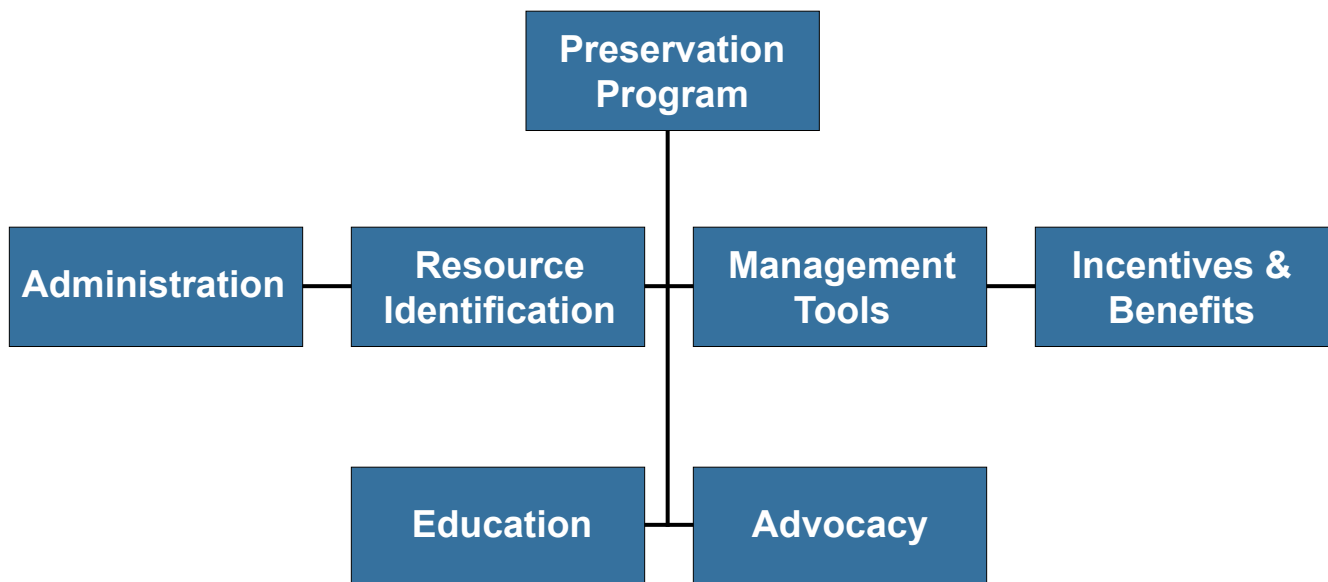 Preservation
Program
Administration
Resource
Identification
Management
Tools
Incentives &
Benefits
Education
Advocacy